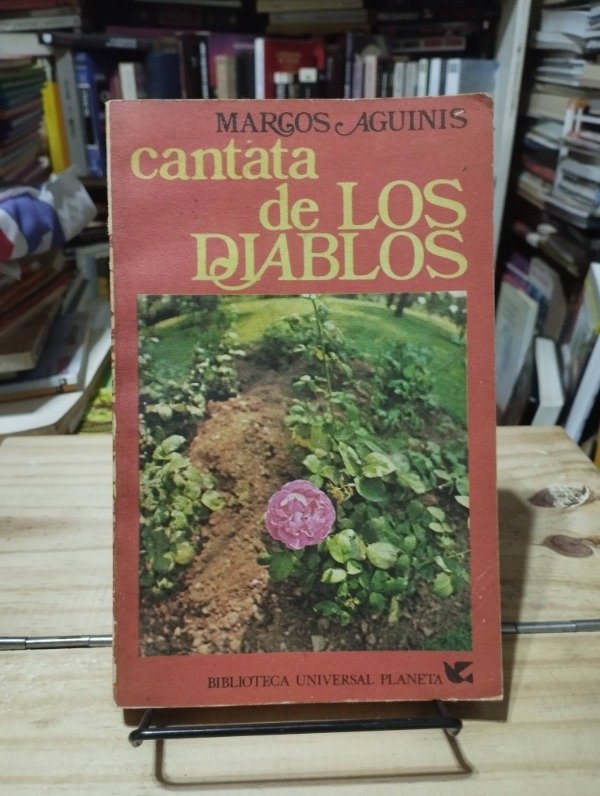 MARCOS AGUINIS
cantata
de LOS
DIABLOS
BIBLIOTECA UNIVERSAL PLANETA